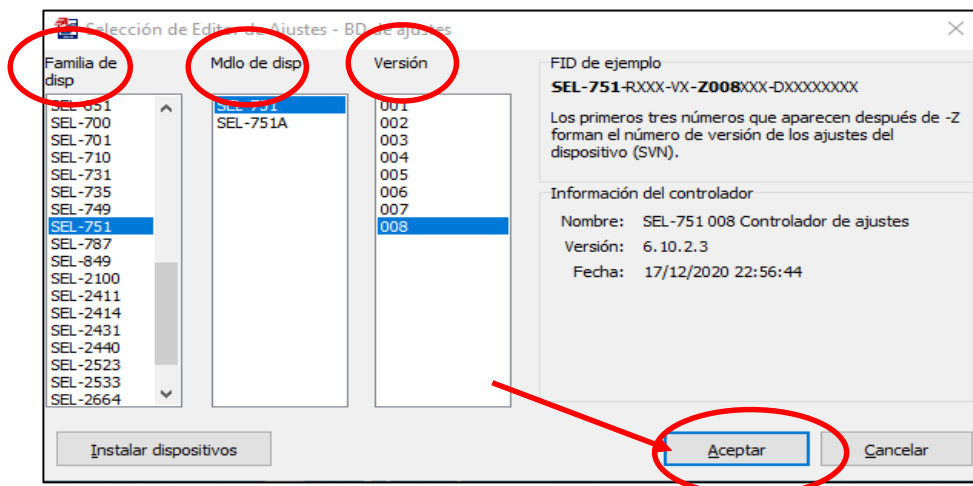 Selección de Editor de Ajustes - BD de ajustes
Familia de disp
Mdlo de disp
Versión
SEL-651
SEL-700
SEL-701
SEL-710
SEL-731
SEL-735
SEL-749
SEL-751
SEL-787
SEL-849
SEL-2100
SEL-2411
SEL-2414
SEL-2431
SEL-2440
SEL-2523
SEL-2533
SEL-2664
SEL-751
SEL-751A
001
002
003
004
005
006
007
008
FID de ejemplo
SEL-751-RXXX-VX-Z008XXX-DXXXXXXXX
Los primeros tres números que aparecen después de -Z
forman el número de versión de los ajustes del
dispositivo (SVN).
Información del controlador
Nombre: SEL-751 008 Controlador de ajustes
Versión: 6.10.2.3
Fecha: 17/12/2020 22:56:44
Instalar dispositivos
Aceptar
Cancelar